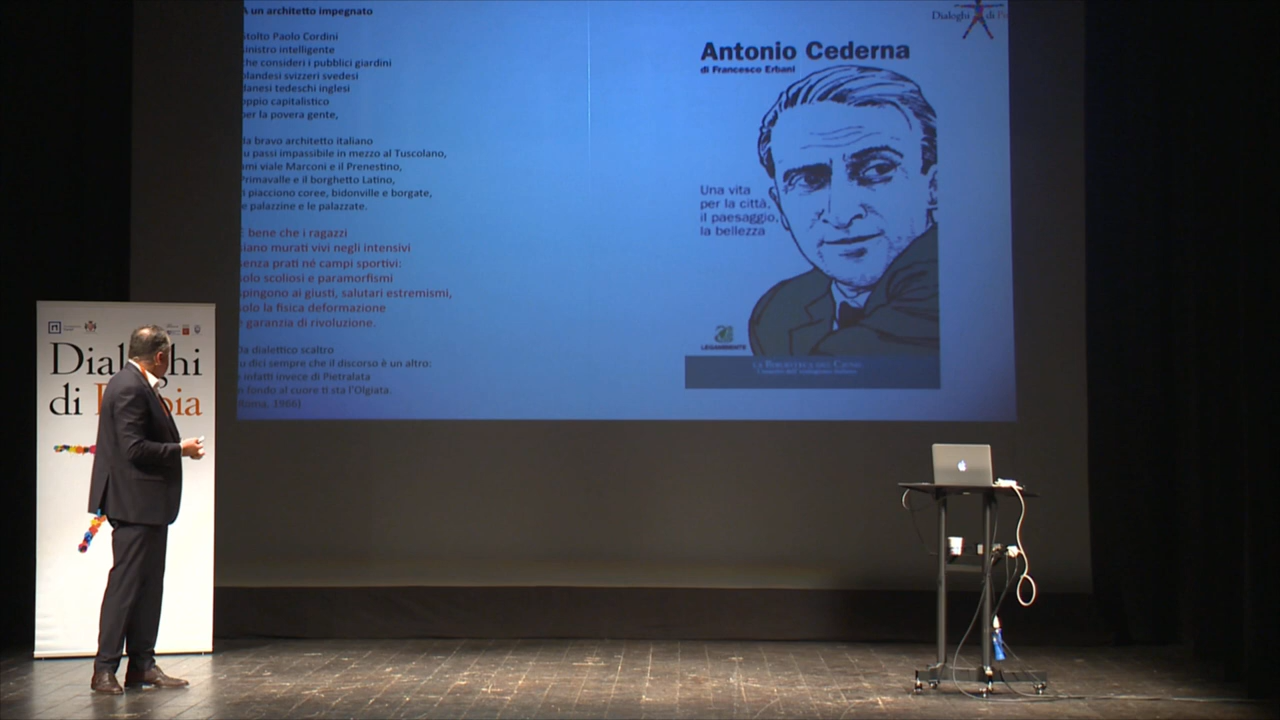 A un architetto impegnato
Stolto Paolo Cordini
sinistro intelligente
che consideri i pubblici giardini
olandesi svizzeri svedesi
danesi tedeschi inglesi
oppio capitalistico
per la povera gente,
da bravo architetto italiano
tu passi impassibile in mezzo al Tuscolano,
ami viale Marconi e il Prenestino,
Primavalle e il borghetto Latino,
ti piacciono coree, bidonville e borgate,
le palazzine e le palazzate.
È bene che i ragazzi
siano murati vivi negli intensivi
senza prati né campi sportivi:
solo scoliosi e paramorfismi
spingono ai giusti, salutari estremismi,
solo la fisica deformazione
è garanzia di rivoluzione.
Da dialettico scaltro
tu dici sempre che il discorso è un altro:
e infatti invece di Pietralata
in fondo al cuore ti sta l'Olgiata
(Roma, 1966)
Dialoghi di
Antonio Cederna
di Francesco Erbani
Una vita
per la città,
il paesaggio,
la bellezza
LEGAMBIENTE
Dialoghi
di